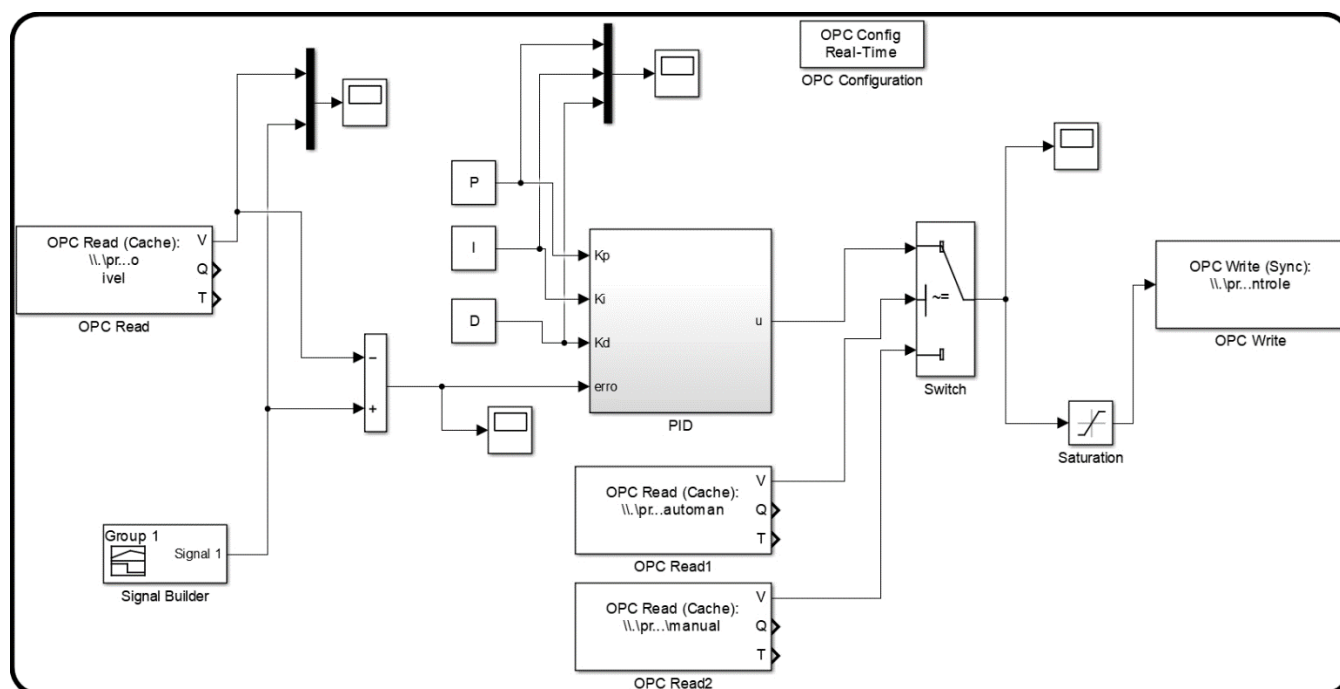 OPC Config
Real-Time
OPC Configuration
P
I
D
OPC Read (Cache):
\\.\pr...o
ivel
V
Q
T
OPC Read
Kp
Ki
Kd
erro
u
PID
−
+
~=
Switch
OPC Write (Sync):
\\.\pr...ntrole
OPC Write
Saturation
Group 1
Signal 1
Signal Builder
OPC Read (Cache):
\\.\pr...automan
V
Q
T
OPC Read1
OPC Read (Cache):
\\.\pr...\manual
V
Q
T
OPC Read2